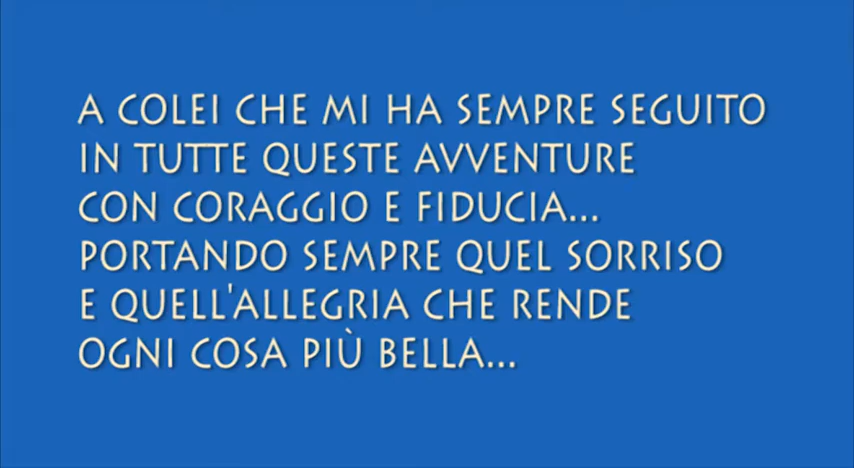 A COLEI CHE MI HA SEMPRE SEGUITO
IN TUTTE QUESTE AVVENTURE
CON CORAGGIO E FIDUCIA...
PORTANDO SEMPRE QUEL SORRISO
E QUELL'ALLEGRIA CHE RENDE
OGNI COSA PIÙ BELLA...